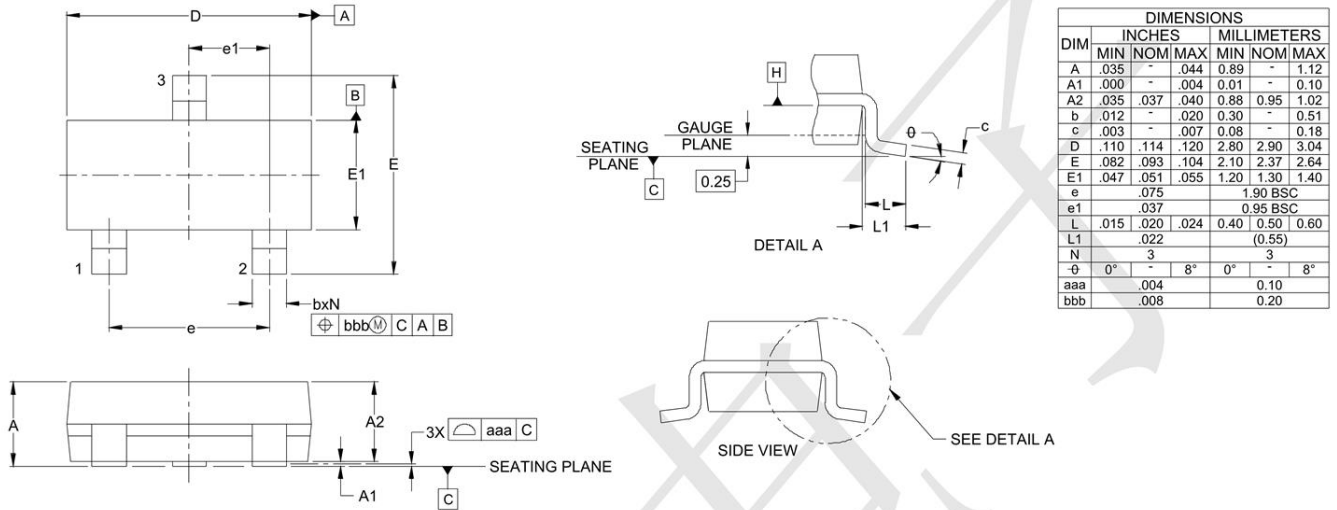 D
A
e1
3
B
E1
E
1
2
bxN
e
⌖ bbbⓂ C A B
A
A2
3X ⌓ aaa C
SEATING PLANE
A1
C
H
GAUGE
PLANE
SEATING
PLANE
C
0.25
θ
c
L
L1
DETAIL A
SIDE VIEW
SEE DETAIL A
DIMENSIONS
DIM INCHES MILLIMETERS
MIN NOM MAX MIN NOM MAX
A .035 - .044 0.89 - 1.12
A1 .000 - .004 0.01 - 0.10
A2 .035 .037 .040 0.88 0.95 1.02
b .012 - .020 0.30 - 0.51
c .003 - .007 0.08 - 0.18
D .110 .114 .120 2.80 2.90 3.04
E .082 .093 .104 2.10 2.37 2.64
E1 .047 .051 .055 1.20 1.30 1.40
e .075 1.90 BSC
e1 .037 0.95 BSC
L .015 .020 .024 0.40 0.50 0.60
L1 .022 (0.55)
N 3 3
θ 0° - 8° 0° - 8°
aaa .004 0.10
bbb .008 0.20